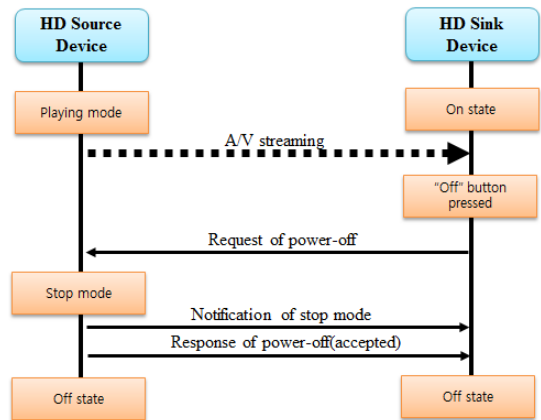 HD Source
Device
HD Sink
Device
Playing mode
On state
A/V streaming
"Off" button
pressed
Request of power-off
Stop mode
Notification of stop mode
Response of power-off(accepted)
Off state
Off state